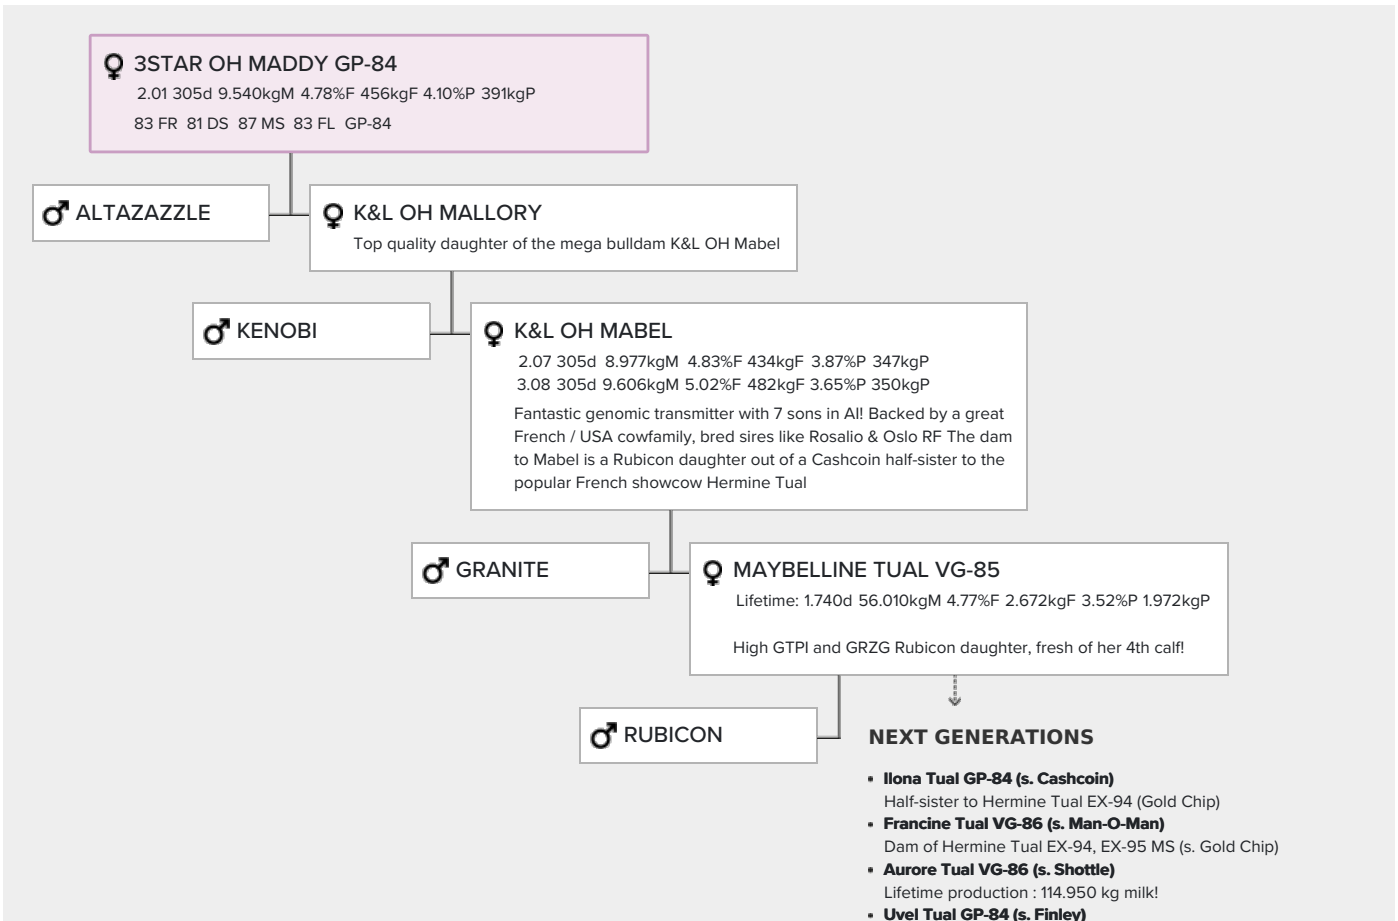 3STAR OH MADDY GP-84
2.01 305d 9.540kgM 4.78%F 456kgF 4.10%P 391kgP
83 FR 81 DS 87 MS 83 FL GP-84
ALTAZAZZLE
K&L OH MALLORY
Top quality daughter of the mega bulldam K&L OH Mabel
KENOBI
K&L OH MABEL
2.07 305d 8.977kgM 4.83%F 434kgF 3.87%P 347kgP
3.08 305d 9.606kgM 5.02%F 482kgF 3.65%P 350kgP
Fantastic genomic transmitter with 7 sons in AI! Backed by a great
French / USA cowfamily, bred sires like Rosalio & Oslo RF The dam
to Mabel is a Rubicon daughter out of a Cashcoin half-sister to the
popular French showcow Hermine Tual
GRANITE
MAYBELLINE TUAL VG-85
Lifetime: 1.740d 56.010kgM 4.77%F 2.672kgF 3.52%P 1.972kgP
High GTPI and GRZG Rubicon daughter, fresh of her 4th calf!
RUBICON
NEXT GENERATIONS
• Ilona Tual GP-84 (s. Cashcoin)
Half-sister to Hermine Tual EX-94 (Gold Chip)
• Francine Tual VG-86 (s. Man-O-Man)
Dam of Hermine Tual EX-94, EX-95 MS (s. Gold Chip)
• Aurore Tual VG-86 (s. Shottle)
Lifetime production : 114.950 kg milk!
• Uvel Tual GP-84 (s. Finley)